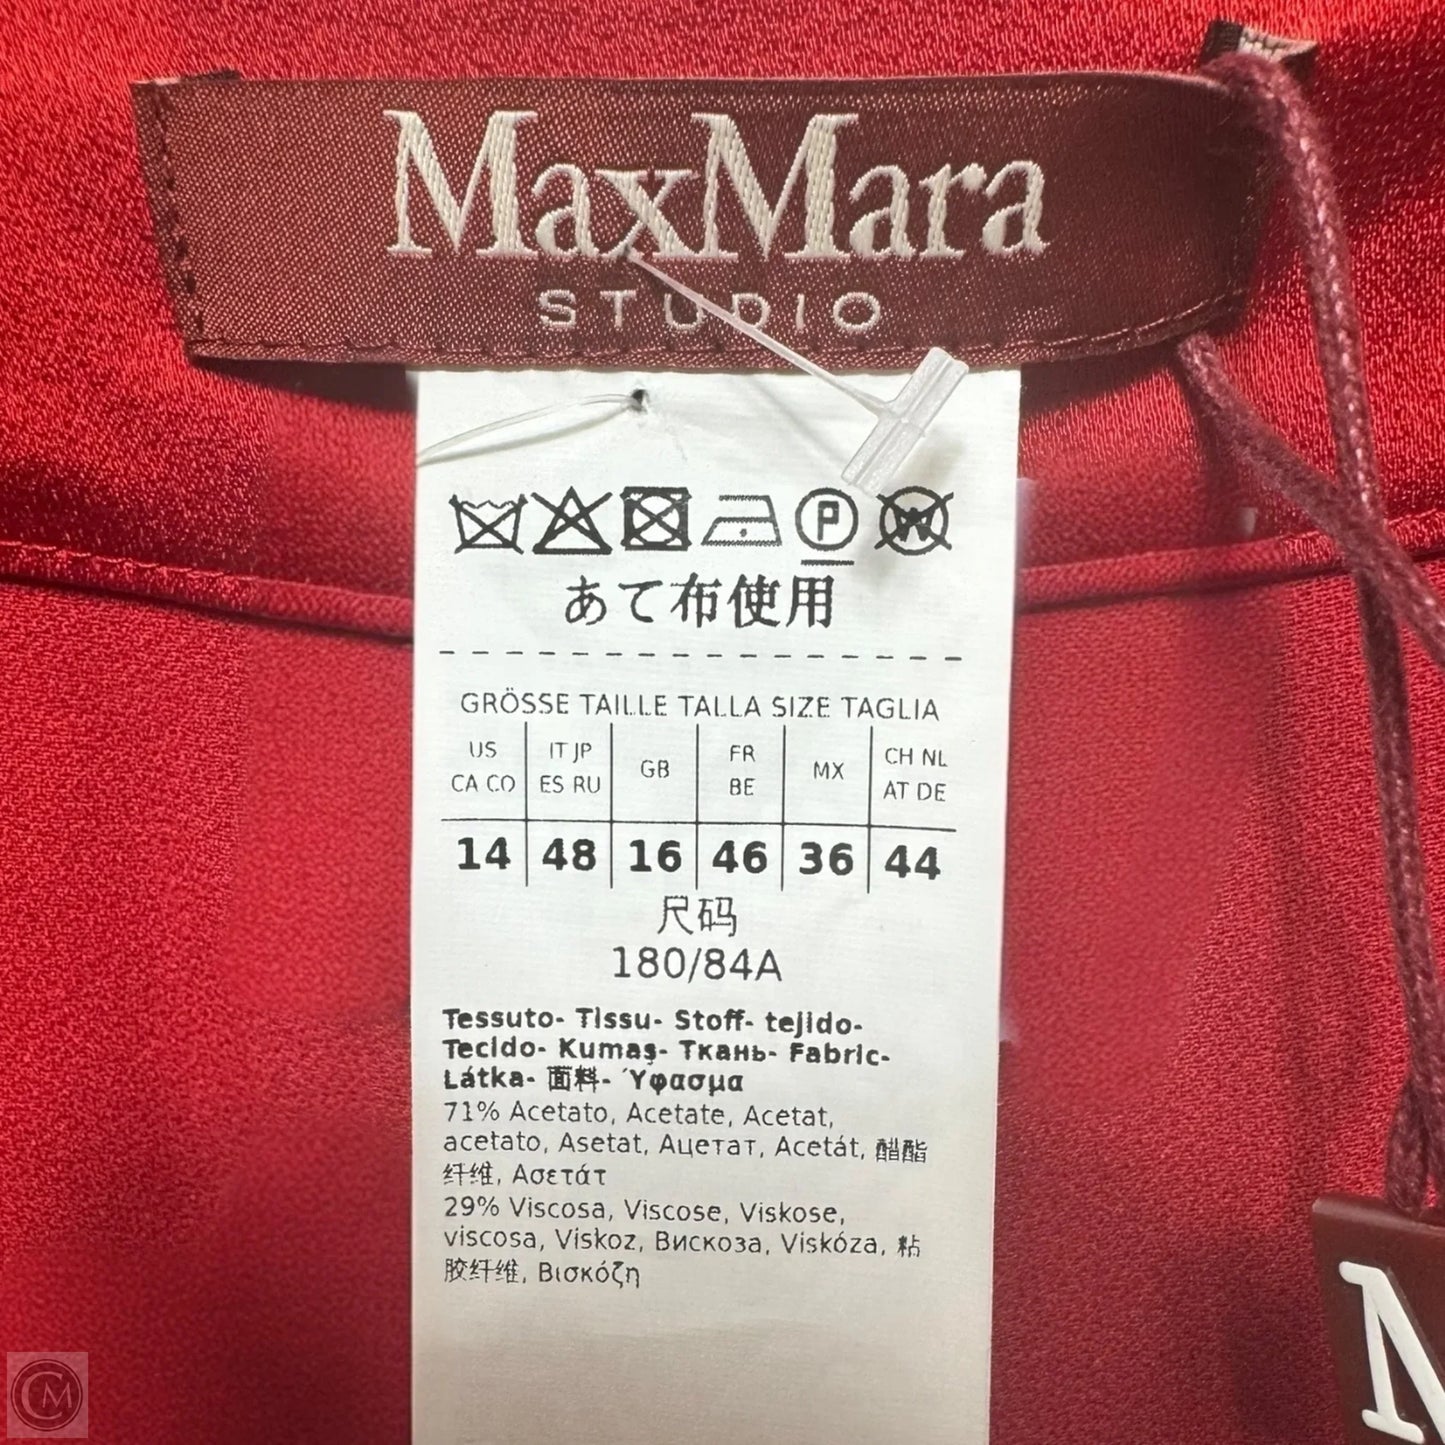 MaxMara
STUDIO
P
W
あて布使用
GRÖSSE TAILLE TALLA SIZE TAGLIA
US CA CO
IT JP ES RU
GB
FR BE
MX
CH NL AT DE
14 48 16 46 36 44
尺码
180/84A
Tessuto- Tissu- Stoff- tejido-
Tecido- Kumaş- Ткань- Fabric-
Látka- 面料- Ύφασμα
71% Acetato, Acetate, Acetat,
acetato, Asetat, Ацетат, Acetát, 醋酯
纤维, Ασετάτ
29% Viscosa, Viscose, Viskose,
viscosa, Viskoz, Вискоза, Viskóza, 粘
胶纤维, Βισκόζη
M
CM